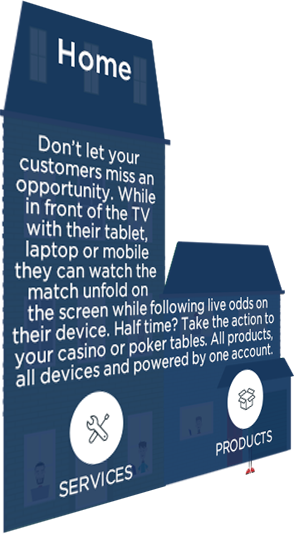 Home
Don't let your
customers miss an
opportunity. While
in front of the TV
with their tablet,
laptop or mobile
they can watch the
match unfold on
the screen while following live odds on
their device. Half time? Take the action to
your casino or poker tables. All products,
all devices and powered by one account.
SERVICES
PRODUCTS